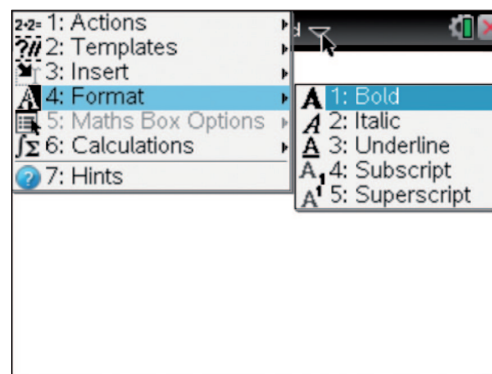 1: Actions
2: Templates
3: Insert
4: Format
5: Maths Box Options
6: Calculations
7: Hints
1: Bold
2: Italic
3: Underline
4: Subscript
5: Superscript